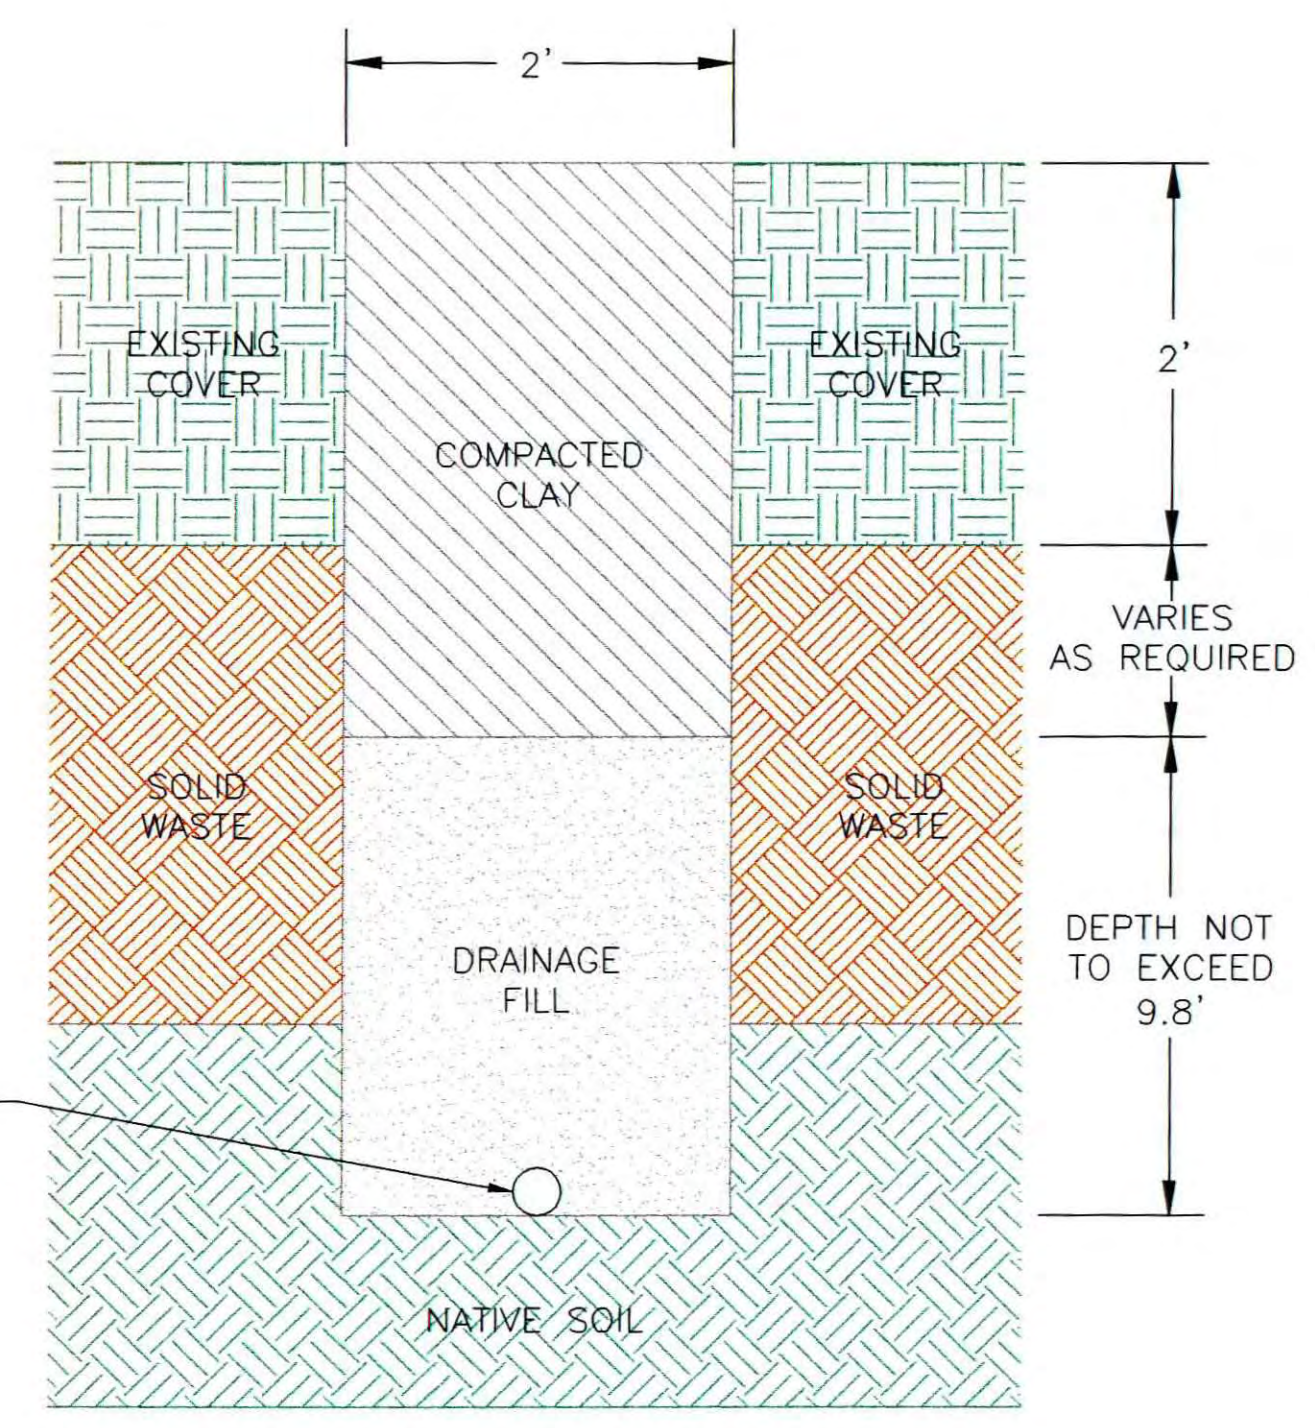 2'
EXISTING
COVER
EXISTING
COVER
2'
COMPACTED
CLAY
VARIES
AS REQUIRED
SOLID
WASTE
SOLID
WASTE
DRAINAGE
FILL
DEPTH NOT
TO EXCEED
9.8'
NATIVE SOIL